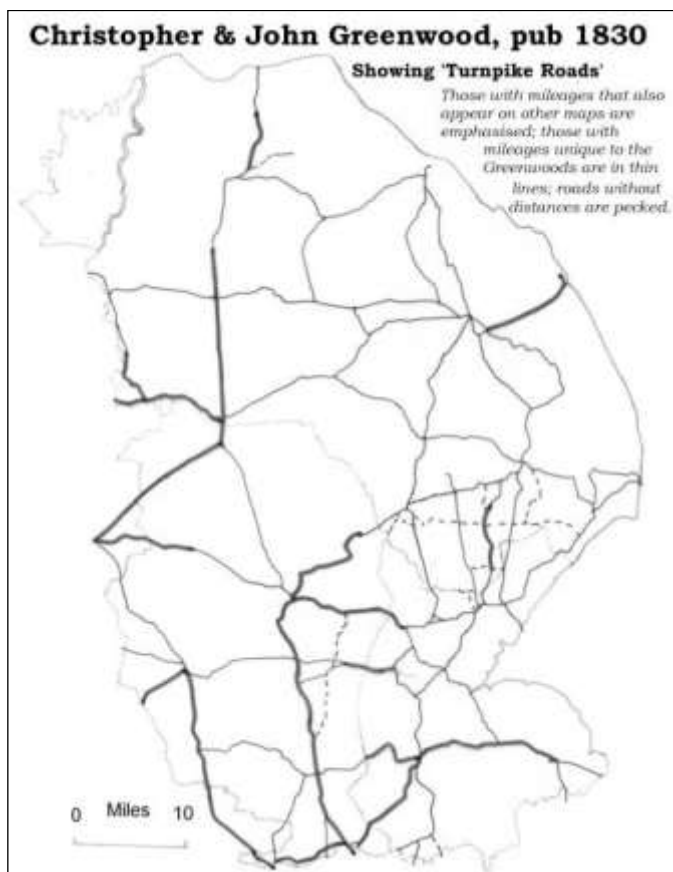 Christopher & John Greenwood, pub 1830
Showing 'Turnpike Roads'
Those with mileages that also
appear on other maps are
emphasised; those with
mileages unique to the
Greenwoods are in thin
lines; roads without
distances are pecked.
0 Miles 10